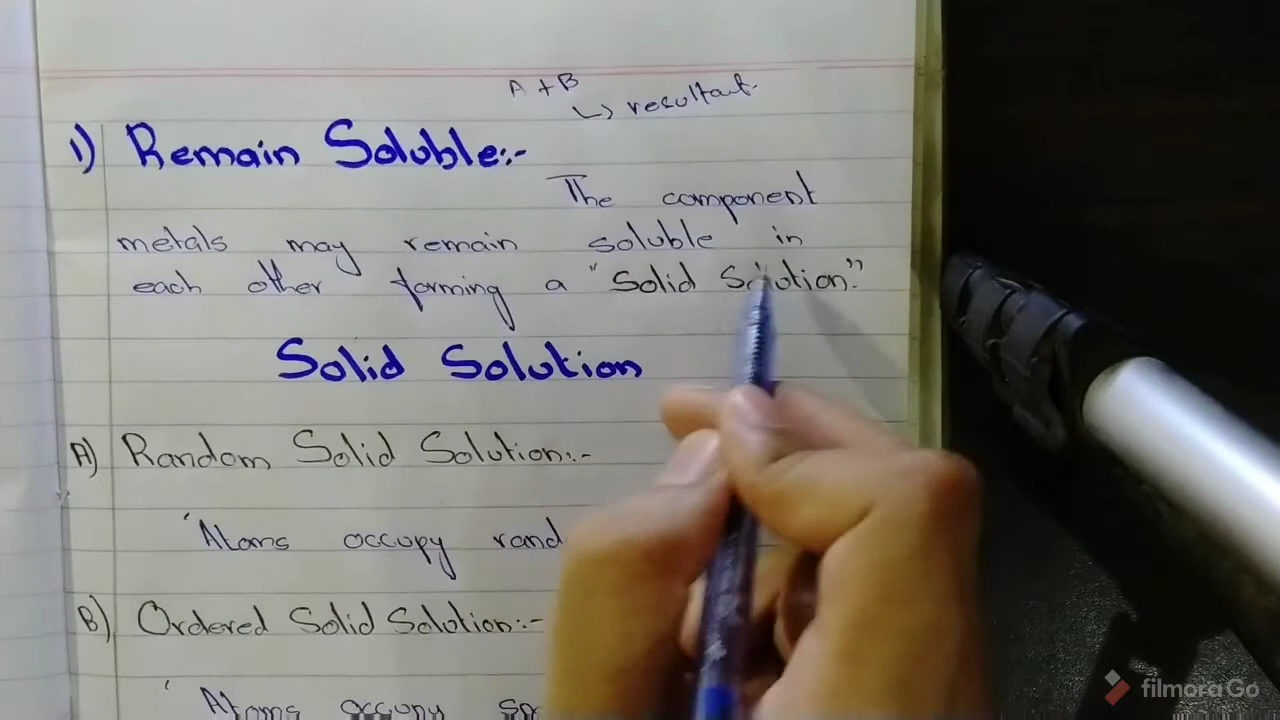 A + B
↳ resultant.
1) Remain Soluble:-
The component
metals may remain soluble in
each other forming a "Solid Solution."
Solid Solution
A) Random Solid Solution:-
'Atoms occupy
B) Ordered Solid Solution:-
'Atoms occupy
filmora Go